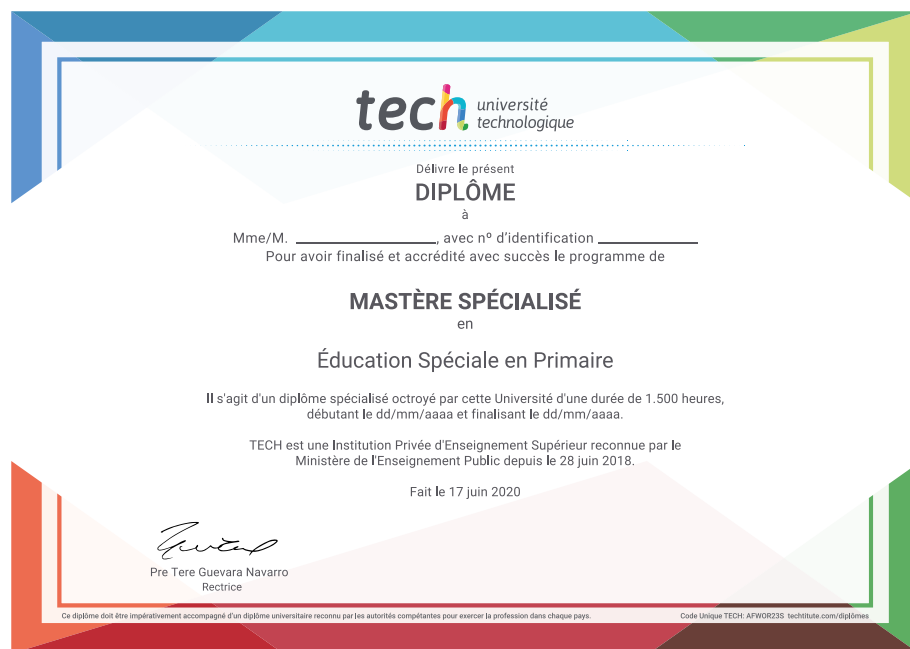 tech université
technologique
Délivre le présent
DIPLÔME
à
Mme/M. ____________, avec nº d'identification ____________
Pour avoir finalisé et accrédité avec succès le programme de
MASTÈRE SPÉCIALISÉ
en
Éducation Spéciale en Primaire
Il s'agit d'un diplôme spécialisé octroyé par cette Université d'une durée de 1.500 heures,
débutant le dd/mm/aaaa et finalisant le dd/mm/aaaa.
TECH est une Institution Privée d'Enseignement Supérieur reconnue par le
Ministère de l'Enseignement Public depuis le 28 juin 2018.
Fait le 17 juin 2020
Pre Tere Guevara Navarro
Rectrice
Ce diplôme doit être impérativement accompagné d'un diplôme universitaire reconnu par les autorités compétantes pour exercer la profession dans chaque pays.
Code Unique TECH: AFWOR23S techtitute.com/diplômes